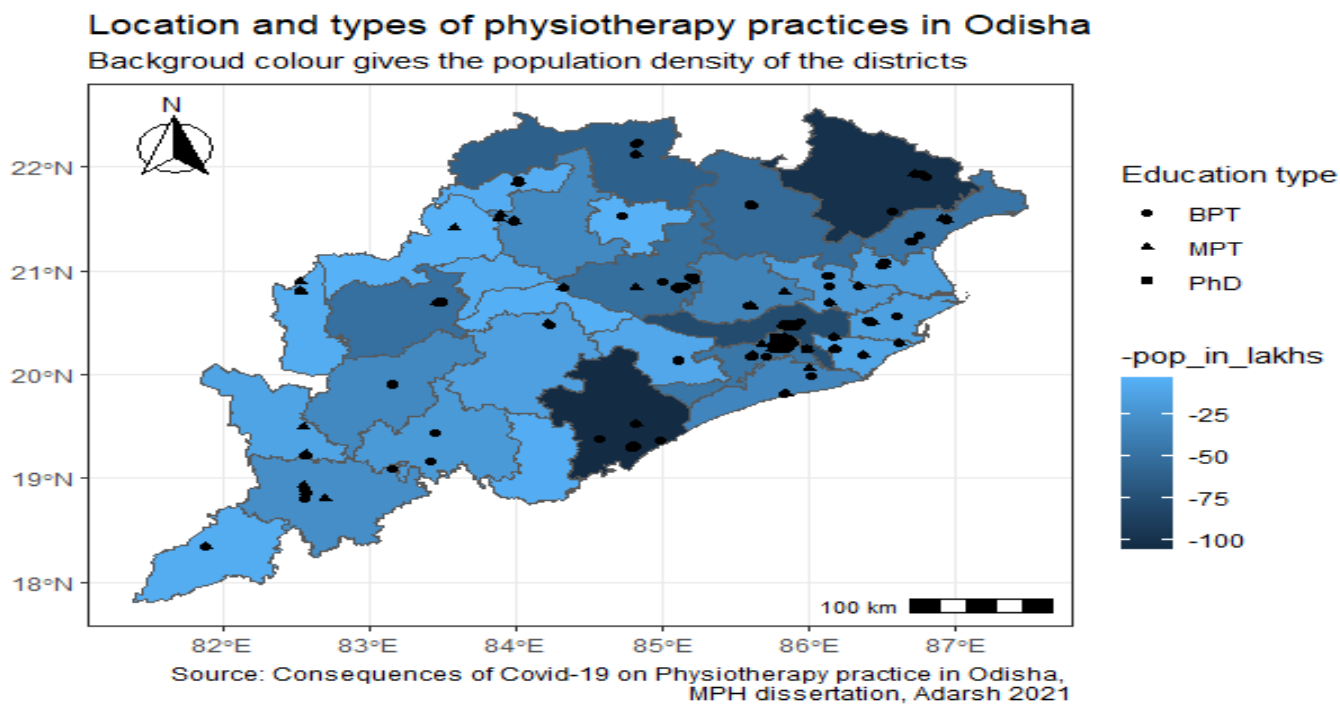 Location and types of physiotherapy practices in Odisha
Backgroud colour gives the population density of the districts
N
22°N
21°N
20°N
19°N
18°N
82°E
83°E
84°E
85°E
86°E
87°E
100 km
Education type
BPT
MPT
PhD
-pop_in_lakhs
-25
-50
-75
-100
Source: Consequences of Covid-19 on Physiotherapy practice in Odisha,
MPH dissertation, Adarsh 2021